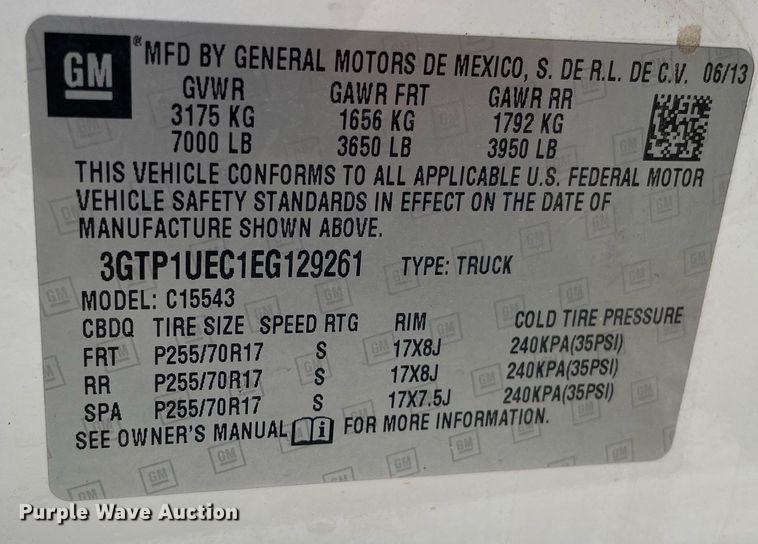 GM ® MFD BY GENERAL MOTORS DE MEXICO, S. DE R.L. DE C.V. 06/13
GVWR GAWR FRT GAWR RR
3175 KG 1656 KG 1792 KG
7000 LB 3650 LB 3950 LB
THIS VEHICLE CONFORMS TO ALL APPLICABLE U.S. FEDERAL MOTOR
VEHICLE SAFETY STANDARDS IN EFFECT ON THE DATE OF
MANUFACTURE SHOWN ABOVE.
3GTP1UEC1EG129261 TYPE: TRUCK
MODEL: C15543
CBDQ TIRE SIZE SPEED RTG RIM COLD TIRE PRESSURE
FRT P255/70R17 S 17X8J 240KPA(35PSI)
RR P255/70R17 S 17X8J 240KPA(35PSI)
SPA P255/70R17 S 17X7.5J 240KPA(35PSI)
SEE OWNER'S MANUAL i FOR MORE INFORMATION.
Purple Wave Auction